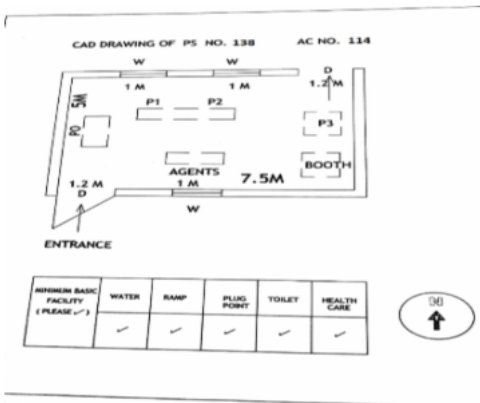 CAD DRAWING OF PS NO. 138 AC NO. 114
W W
1 M 1 M
D
1.2 M
5M
P1 P2
P3
PO
AGENTS
BOOTH
1.2 M
D
1 M
7.5M
W
ENTRANCE
MINIMUM BASIC FACILITY (PLEASE ✓) WATER RAMP PLUG POINT TOILET HEALTH CARE
✓ ✓ ✓ ✓ ✓
N